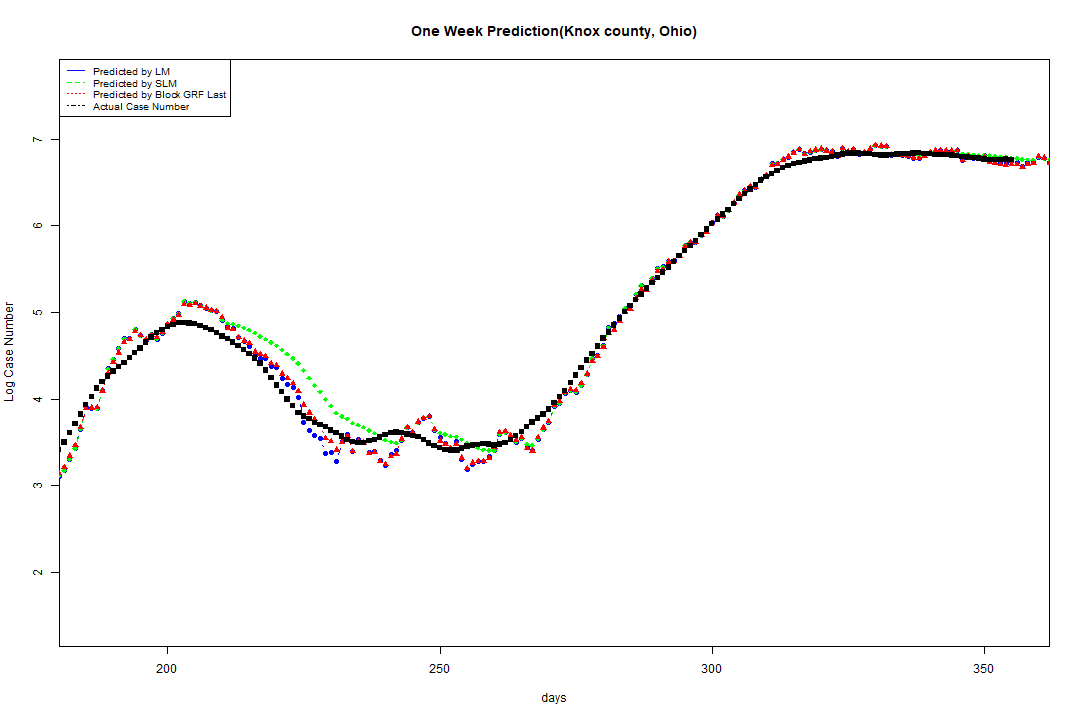 One Week Prediction(Knox county, Ohio)
Predicted by LM
Predicted by SLM
Predicted by Block GRF Last
Actual Case Number
Log Case Number
7
6
5
4
3
2
200
250
300
350
days